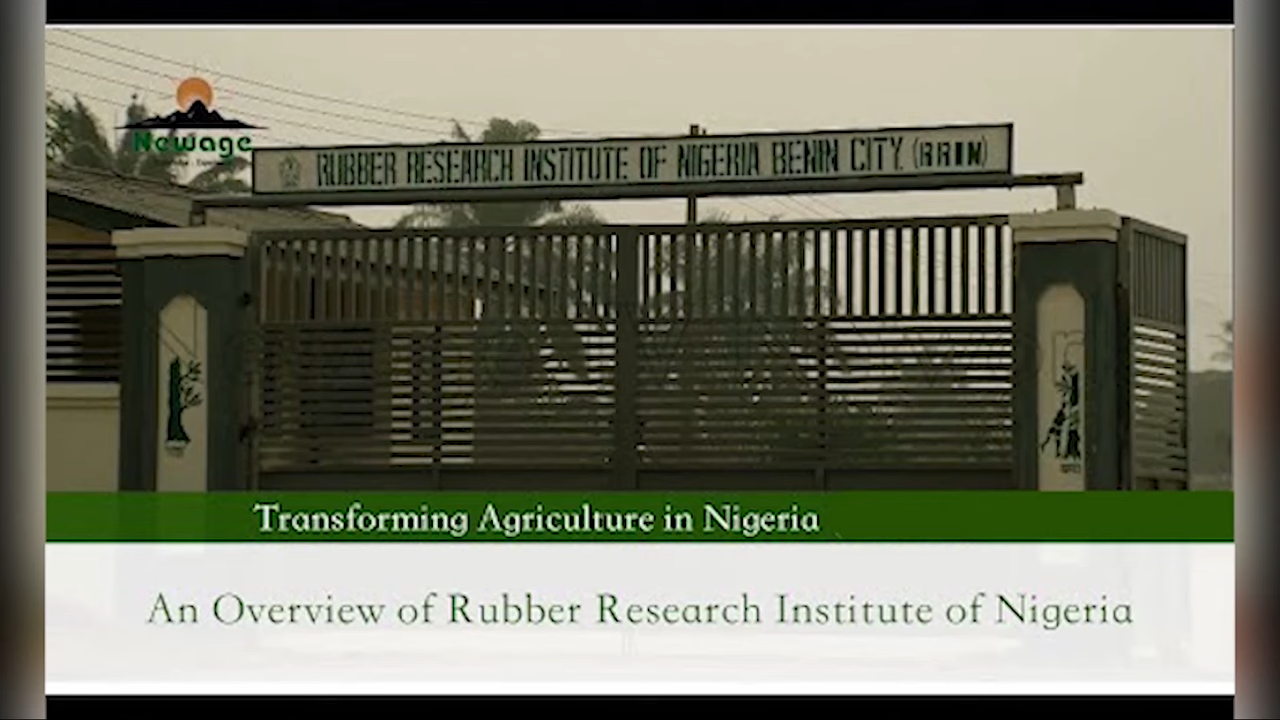 Newage
RUBBER RESEARCH INSTITUTE OF NIGERIA BENIN CITY. (RRIN)
Transforming Agriculture in Nigeria
An Overview of Rubber Research Institute of Nigeria